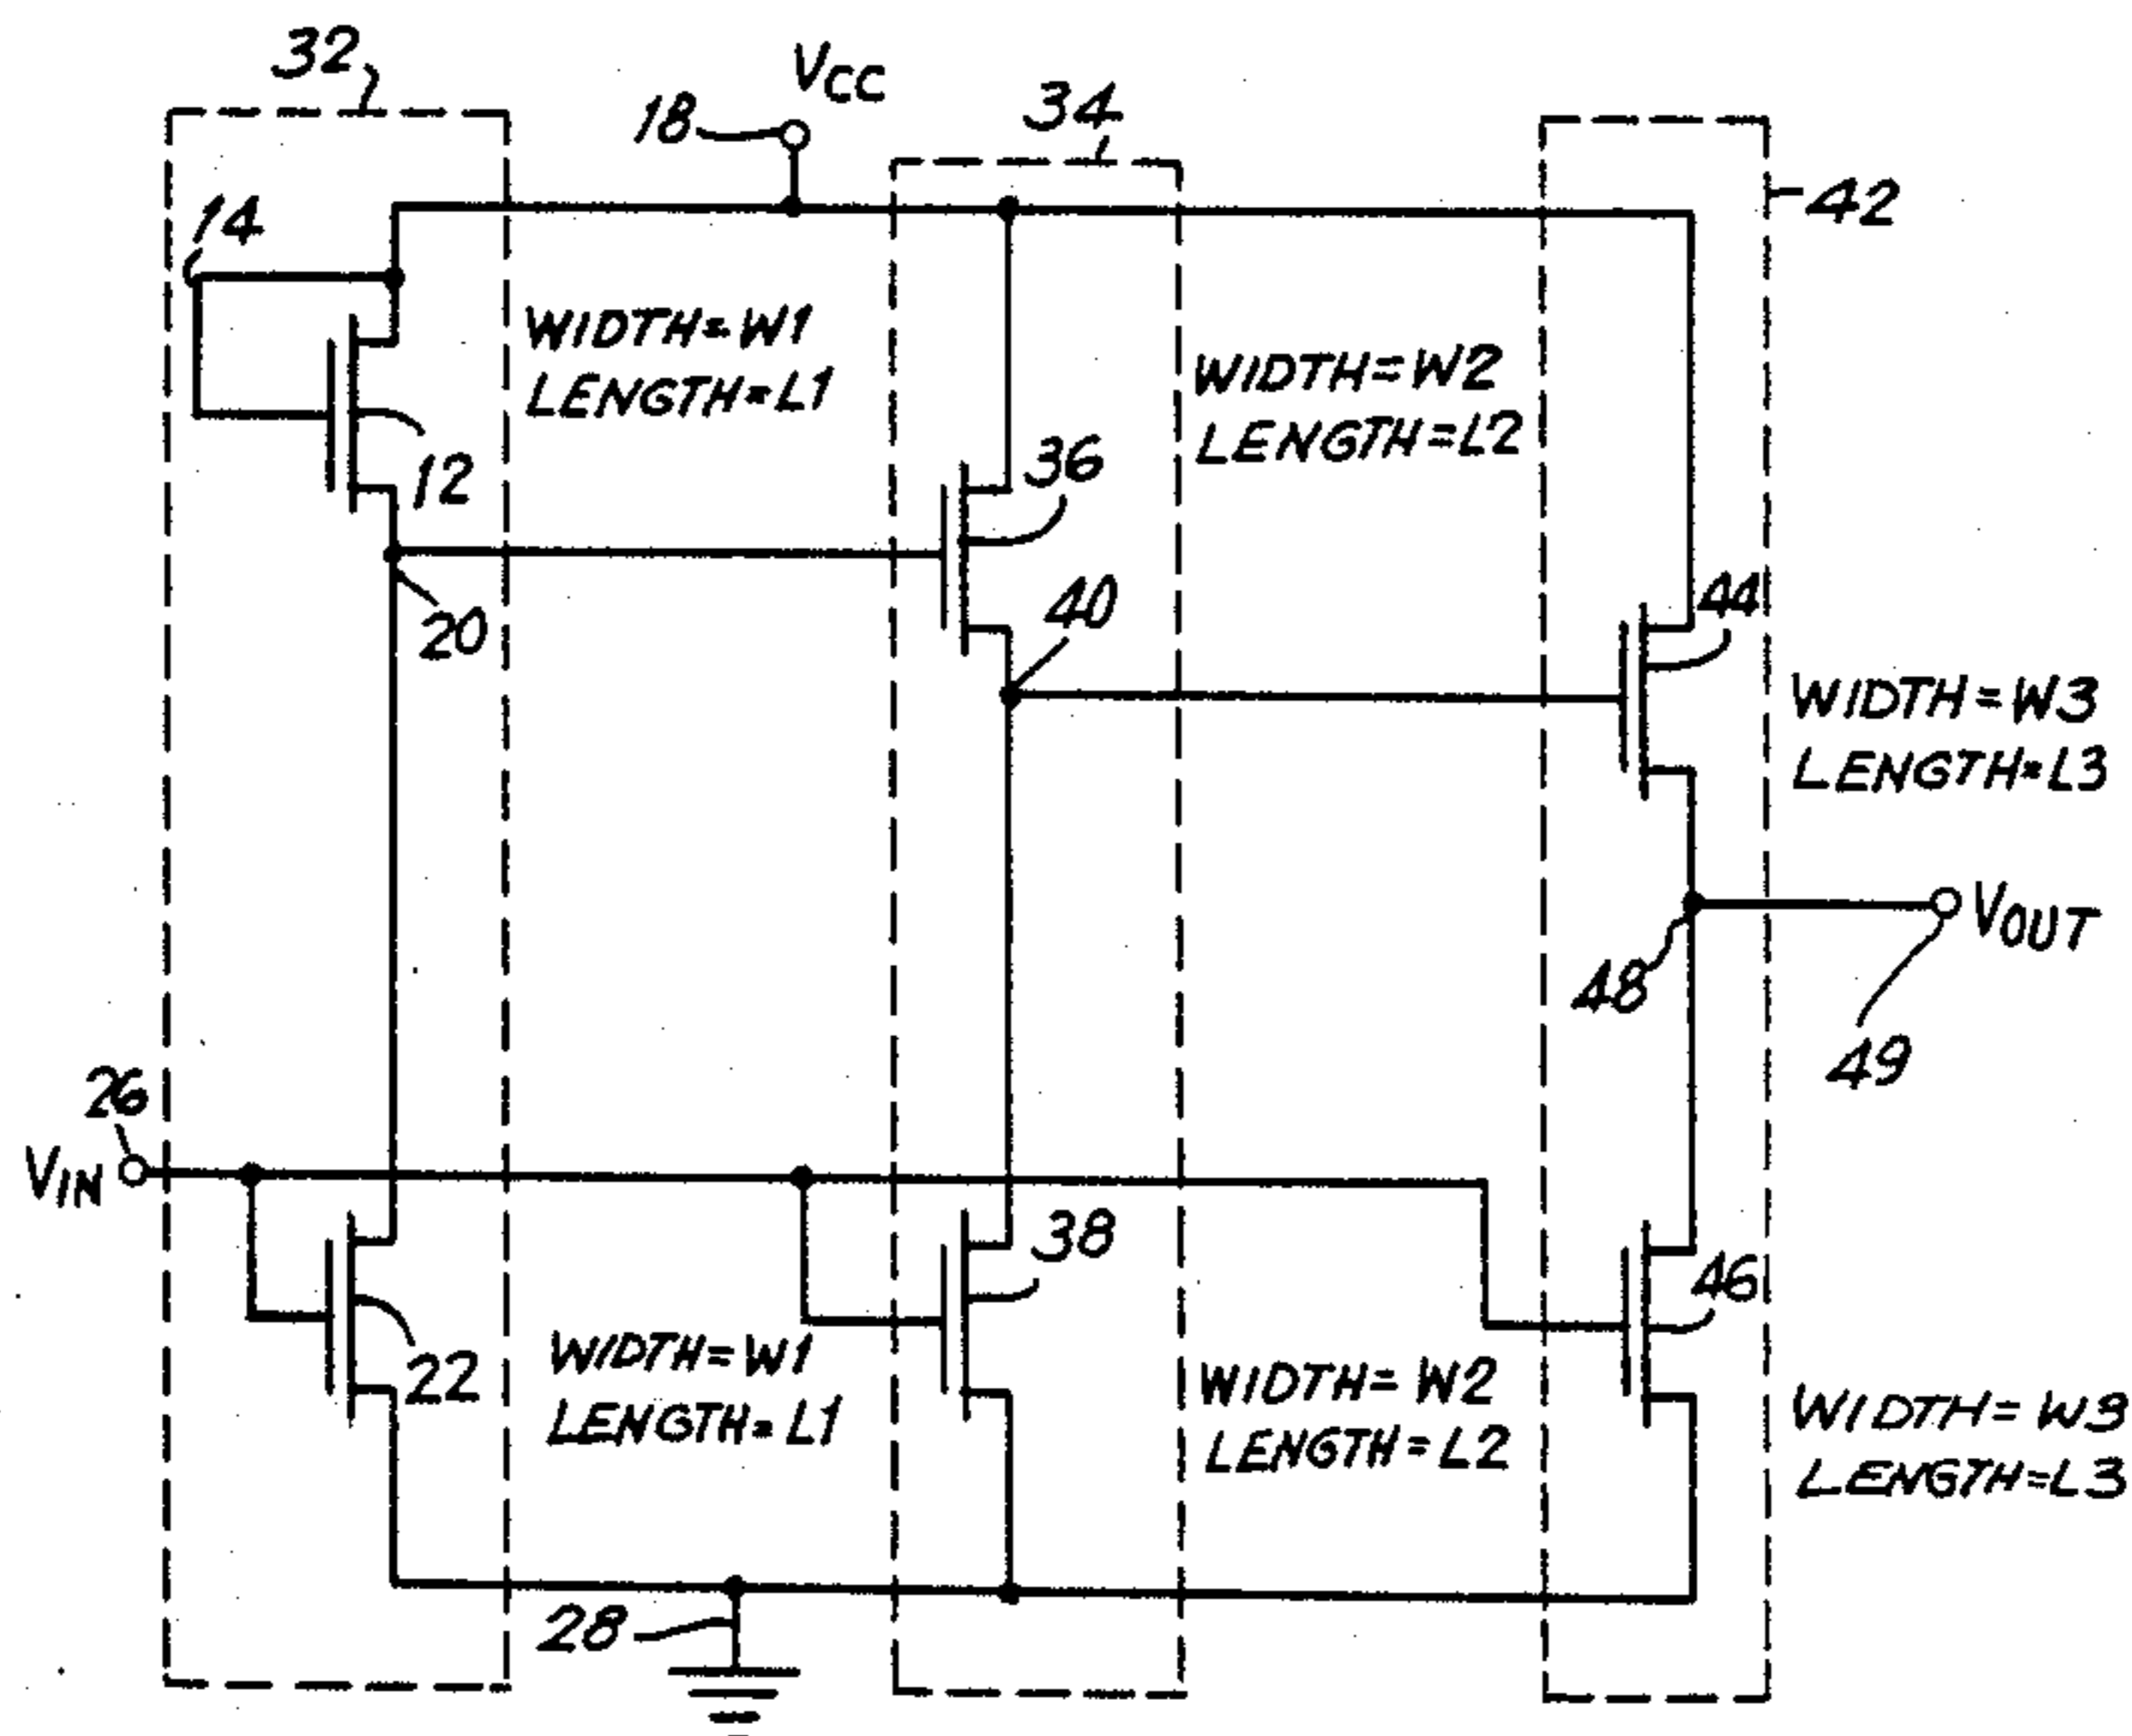 32
VCC
18
34
42
14
WIDTH=W1
LENGTH=L1
WIDTH=W2
LENGTH=L2
12
36
20
40
44
WIDTH=W3
LENGTH=L3
VOUT
48
49
26
VIN
38
46
22
WIDTH=W1
LENGTH=L1
WIDTH=W2
LENGTH=L2
WIDTH=W3
LENGTH=L3
28